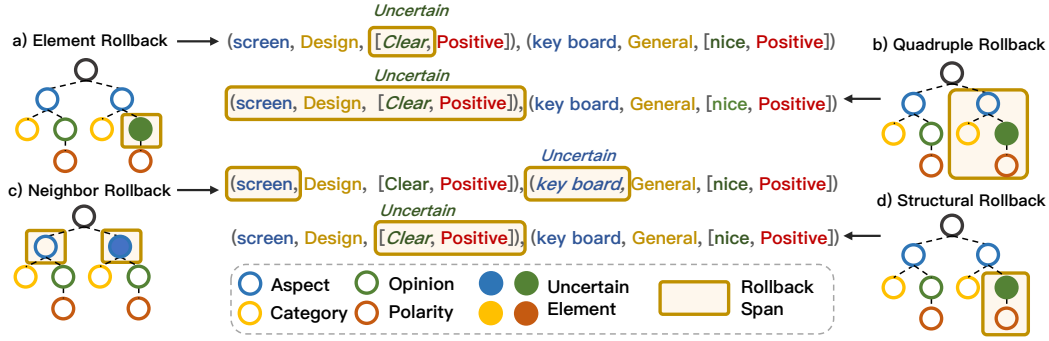 Uncertain
a) Element Rollback
(screen, Design, [Clear, Positive]), (key board, General, [nice, Positive])
b) Quadruple Rollback
Uncertain
(screen, Design, [Clear, Positive]), (key board, General, [nice, Positive])
Uncertain
c) Neighbor Rollback
(screen, Design, [Clear, Positive]), (key board, General, [nice, Positive])
d) Structural Rollback
Uncertain
(screen, Design, [Clear, Positive]), (key board, General, [nice, Positive])
Aspect
Opinion
Uncertain
Element
Rollback
Span
Category
Polarity